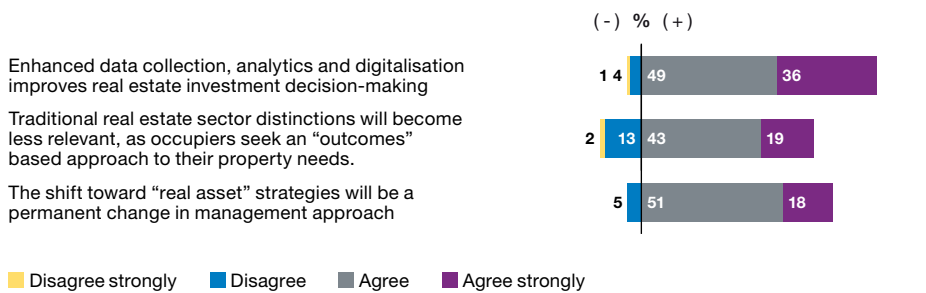 (-) % (+)
Enhanced data collection, analytics and digitalisation
improves real estate investment decision-making
1 4 49 36
Traditional real estate sector distinctions will become
less relevant, as occupiers seek an “outcomes”
based approach to their property needs.
2 13 43 19
The shift toward “real asset” strategies will be a
permanent change in management approach
5 51 18
Disagree strongly Disagree Agree Agree strongly